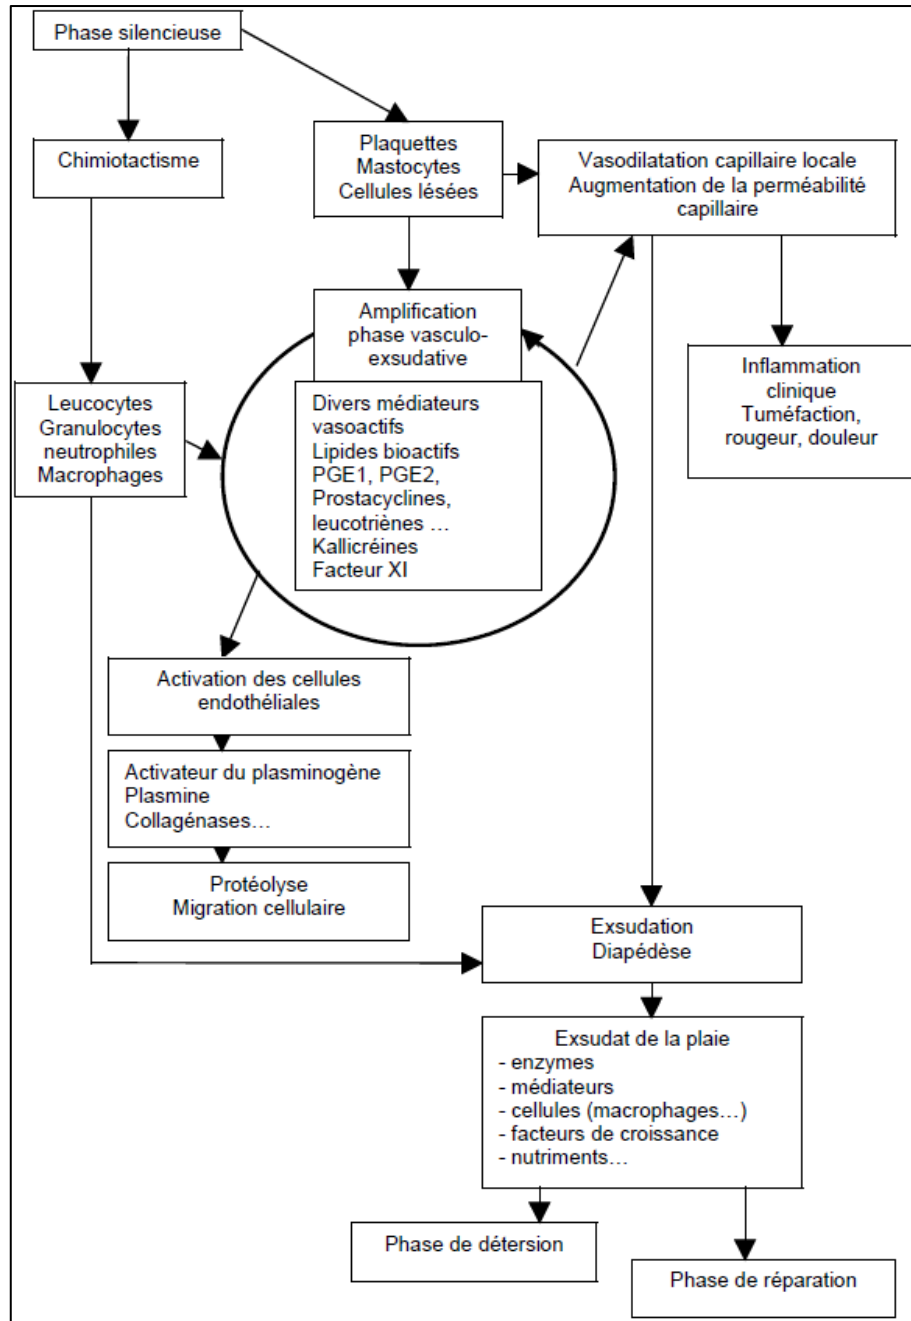 Phase silencieuse
Chimiotactisme
Plaquettes
Mastocytes
Cellules lésées
Vasodilatation capillaire locale
Augmentation de la perméabilité
capillaire
Amplification
phase vasculo-
exsudative
Divers médiateurs
vasoactifs
Lipides bioactifs
PGE1, PGE2,
Prostacyclines,
leucotriènes ...
Kallicréines
Facteur XI
Leucocytes
Granulocytes
neutrophiles
Macrophages
Inflammation
clinique
Tuméfaction,
rougeur, douleur
Activation des cellules
endothéliales
Activateur du plasminogène
Plasmine
Collagénases...
Protéolyse
Migration cellulaire
Exsudation
Diapédèse
Exsudat de la plaie
- enzymes
- médiateurs
- cellules (macrophages...)
- facteurs de croissance
- nutriments...
Phase de détersion
Phase de réparation